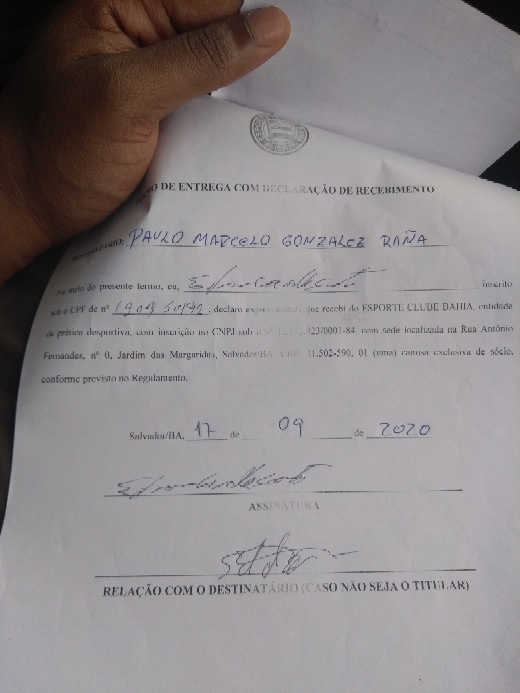 DE ENTREGA COM DECLARAÇÃO DE RECEBIMENTO
PAULO MARCELO GONZALEZ RAÑA
Por meio do presente termo, eu, inscrito
sob o CPF de nº declaro expressamente que recebi do ESPORTE CLUBE BAHIA, entidade
de prática desportiva, com inscrição no CNPJ sob o nº 923/0001-84, com sede localizada na Rua Antônio
Fernandes, nº 0, Jardim das Margaridas, Salvador/BA, 41.502-590, 01 (uma) camisa exclusiva de sócio,
conforme previsto no Regulamento.
Salvador/BA, 17 de 09 de 2020
ASSINATURA
RELAÇÃO COM O DESTINATÁRIO (CASO NÃO SEJA O TITULAR)